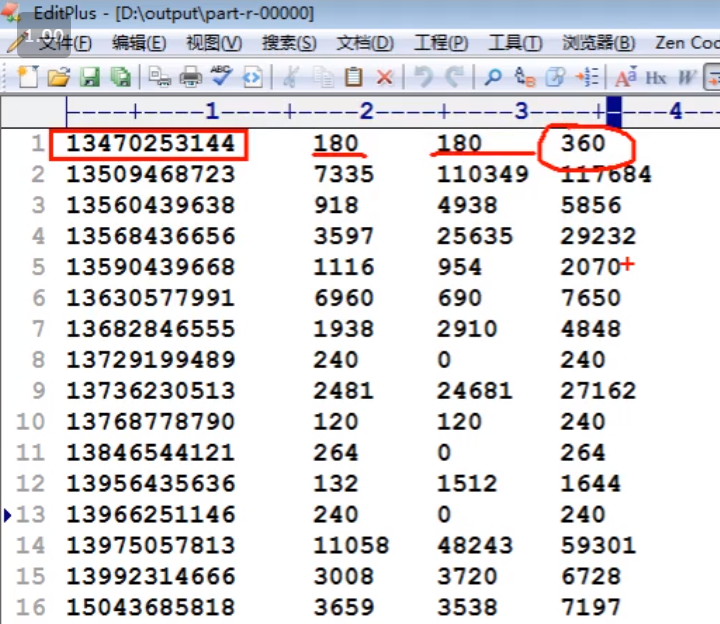 EditPlus - [D:\output\part-r-00000]
1.00
文件(F) 编辑(E) 视图(V) 搜索(S) 文档(D) 工程(P) 工具(T) 浏览器(B) Zen Cod
----+----1----+----2----+----3----+----4--
1 13470253144 180 180 360
2 13509468723 7335 110349 117684
3 13560439638 918 4938 5856
4 13568436656 3597 25635 29232
5 13590439668 1116 954 2070
6 13630577991 6960 690 7650
7 13682846555 1938 2910 4848
8 13729199489 240 0 240
9 13736230513 2481 24681 27162
10 13768778790 120 120 240
11 13846544121 264 0 264
12 13956435636 132 1512 1644
13 13966251146 240 0 240
14 13975057813 11058 48243 59301
15 13992314666 3008 3720 6728
16 15043685818 3659 3538 7197